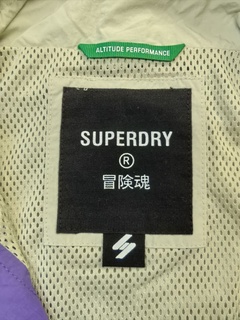 ALTITUDE PERFORMANCE
SUPERDRY
®
冒険魂